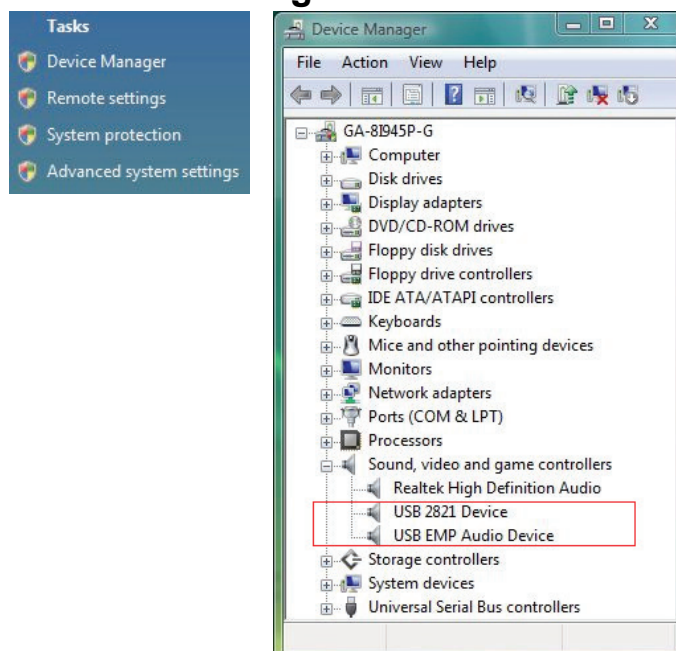 Tasks
Device Manager
Remote settings
System protection
Advanced system settings
Device Manager
File Action View Help
GA-8I945P-G
Computer
Disk drives
Display adapters
DVD/CD-ROM drives
Floppy disk drives
Floppy drive controllers
IDE ATA/ATAPI controllers
Keyboards
Mice and other pointing devices
Monitors
Network adapters
Ports (COM & LPT)
Processors
Sound, video and game controllers
Realtek High Definition Audio
USB 2821 Device
USB EMP Audio Device
Storage controllers
System devices
Universal Serial Bus controllers